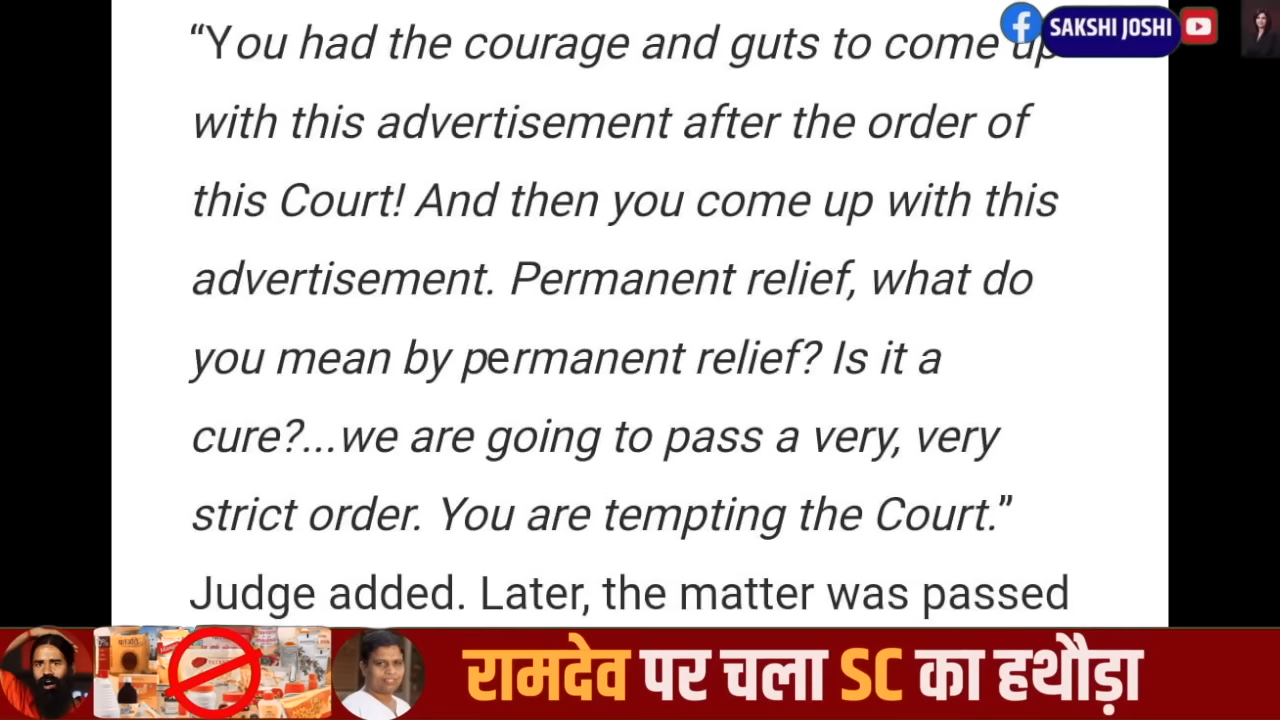 “You had the courage and guts to come up
SAKSHI JOSHI
with this advertisement after the order of
this Court! And then you come up with this
advertisement. Permanent relief, what do
you mean by permanent relief? Is it a
cure?...we are going to pass a very, very
strict order. You are tempting the Court.”
Judge added. Later, the matter was passed
रामदेव पर चला SC का हथौड़ा